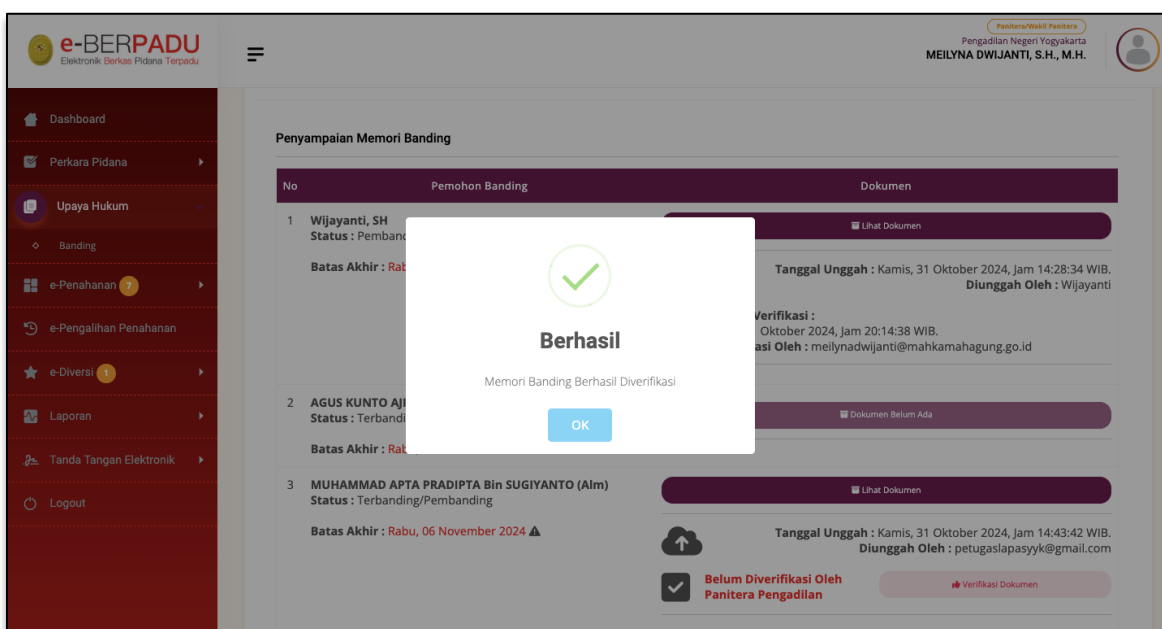 e-BERPADU
Elektronik Berkas Pidana Terpadu
Panitera/Wakil Panitera
Pengadilan Negeri Yogyakarta
MEILYNA DWIJANTI, S.H., M.H.
Dashboard
Perkara Pidana
Upaya Hukum
Banding
e-Penahanan 7
e-Pengalihan Penahanan
e-Diversi 1
Laporan
Tanda Tangan Elektronik
Logout
Penyampaian Memori Banding
No Pemohon Banding Dokumen
1 Wijayanti, SH
Status :
Batas Akhir :
Lihat Dokumen
Tanggal Unggah : Kamis, 31 Oktober 2024, Jam 14:28:34 WIB.
Diunggah Oleh : Wijayanti
Verifikasi :
Oktober 2024, Jam 20:14:38 WIB.
Oleh : meilynadwijanti@mahkamahagung.go.id
Berhasil
Memori Banding Berhasil Diverifikasi
OK
2 AGUS KUNTO AJI
Status :
Batas Akhir :
Dokumen Belum Ada
3 MUHAMMAD APTA PRADIPTA Bin SUGIYANTO (Alm)
Status : Terbanding/Pembanding
Batas Akhir : Rabu, 06 November 2024
Lihat Dokumen
Tanggal Unggah : Kamis, 31 Oktober 2024, Jam 14:43:42 WIB.
Diunggah Oleh : petugaslapasyyk@gmail.com
Belum Diverifikasi Oleh
Panitera Pengadilan
Verifikasi Dokumen